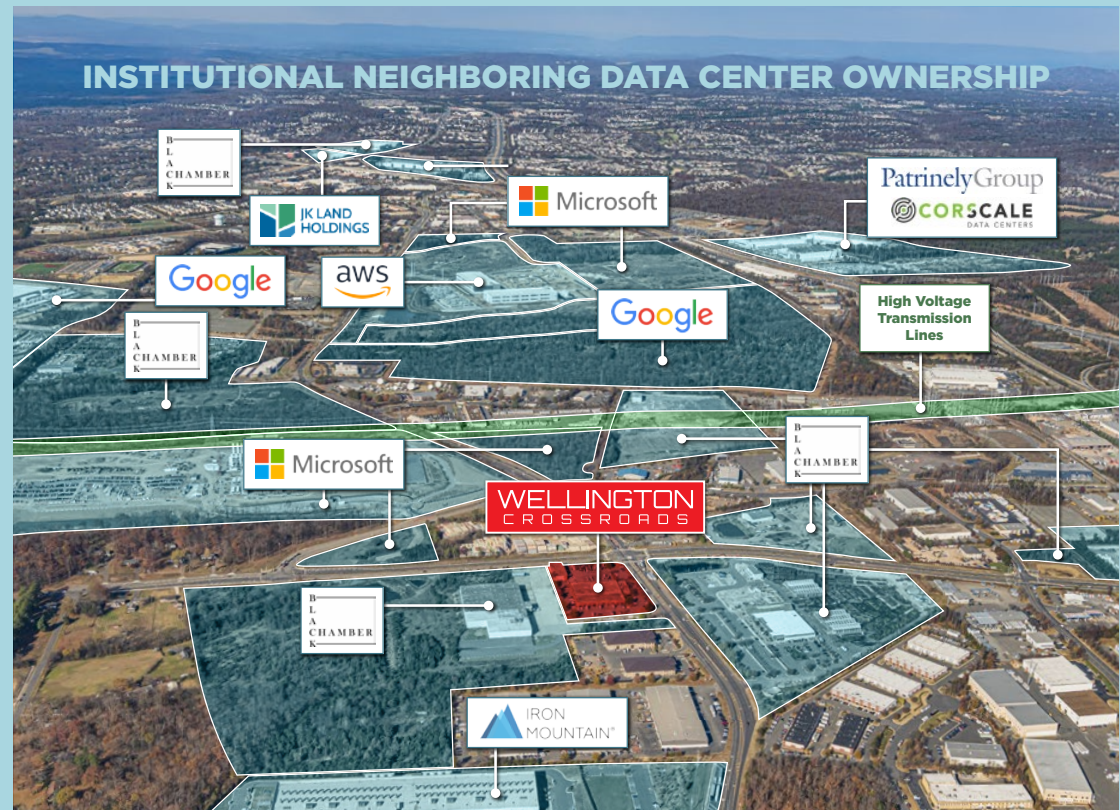 INSTITUTIONAL NEIGHBORING DATA CENTER OWNERSHIP
BLACK
CHAMBER
JK LAND
HOLDINGS
Microsoft
PatrinelyGroup
CORSCALE
DATA CENTERS
Google
aws
Google
High Voltage
Transmission
Lines
BLACK
CHAMBER
Microsoft
BLACK
CHAMBER
WELLINGTON
CROSSROADS
BLACK
CHAMBER
IRON
MOUNTAIN®